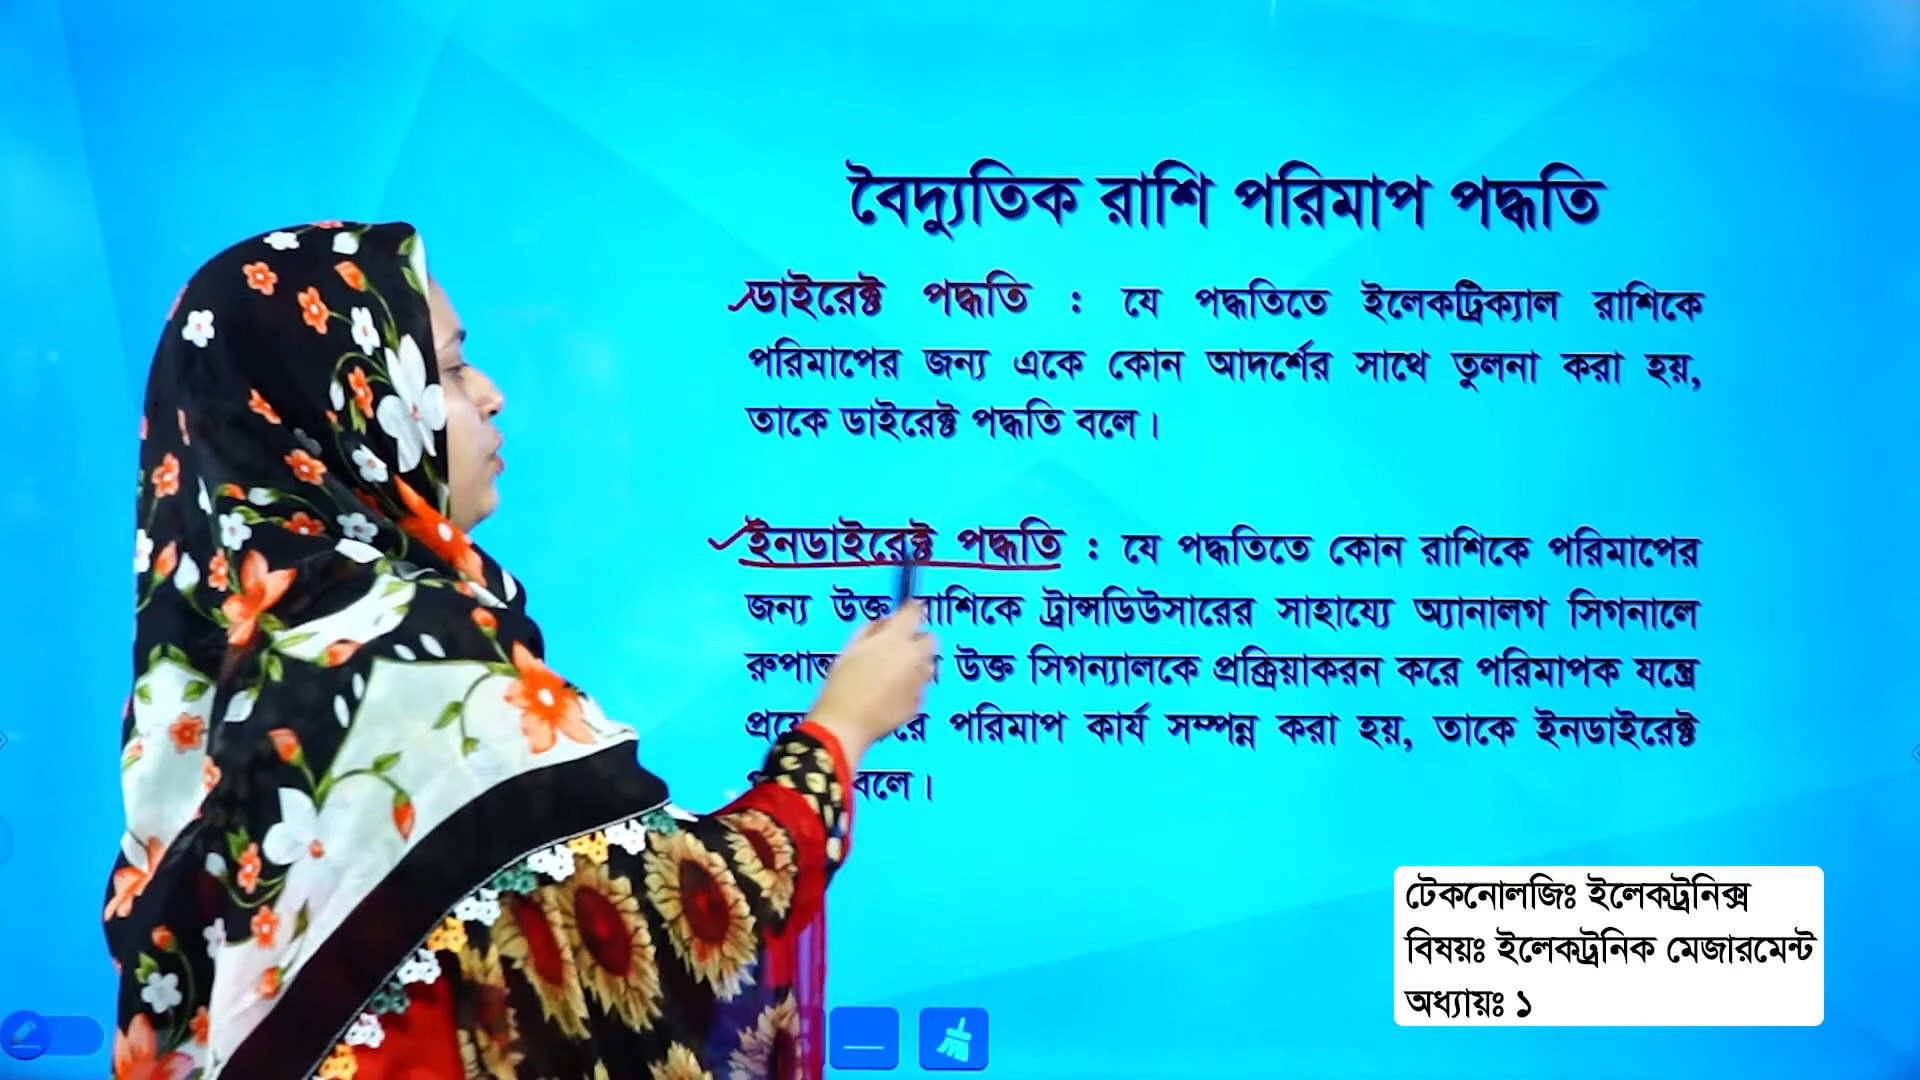 বৈদ্যুতিক রাশি পরিমাপ পদ্ধতি
ডাইরেক্ট পদ্ধতি : যে পদ্ধতিতে ইলেকট্রিক্যাল রাশিকে
পরিমাপের জন্য একে কোন আদর্শের সাথে তুলনা করা হয়,
তাকে ডাইরেক্ট পদ্ধতি বলে।
ইনডাইরেক্ট পদ্ধতি : যে পদ্ধতিতে কোন রাশিকে পরিমাপের
জন্য উক্ত রাশিকে ট্রান্সডিউসারের সাহায্যে অ্যানালগ সিগনালে
উক্ত সিগন্যালকে প্রক্রিয়াকরন করে পরিমাপক যন্ত্রে
পরিমাপ কার্য সম্পন্ন করা হয়, তাকে ইনডাইরেক্ট
বলে।
টেকনোলজিঃ ইলেকট্রনিক্স
বিষয়ঃ ইলেকট্রনিক মেজারমেন্ট
অধ্যায়ঃ ১